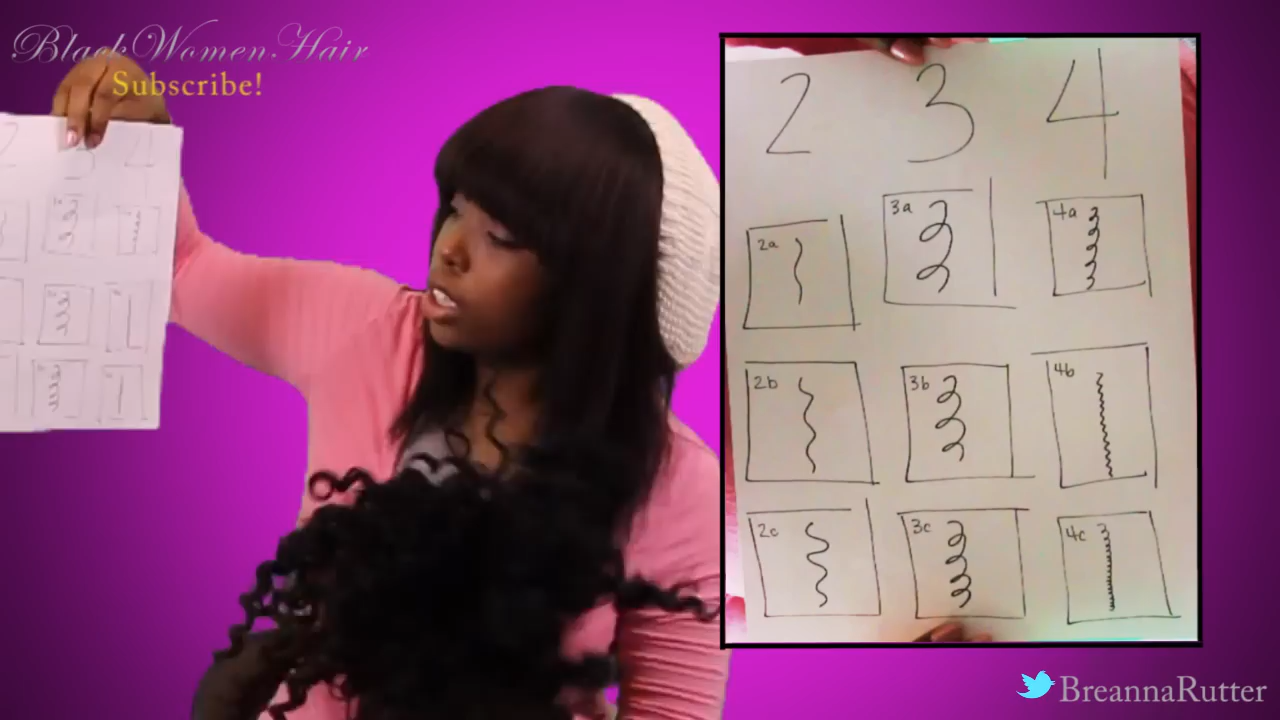 BlackWomenHair
Subscribe!
2 3 4
3a
4a
2a
2b
3b
4b
2c
3c
4c
BreannaRutter